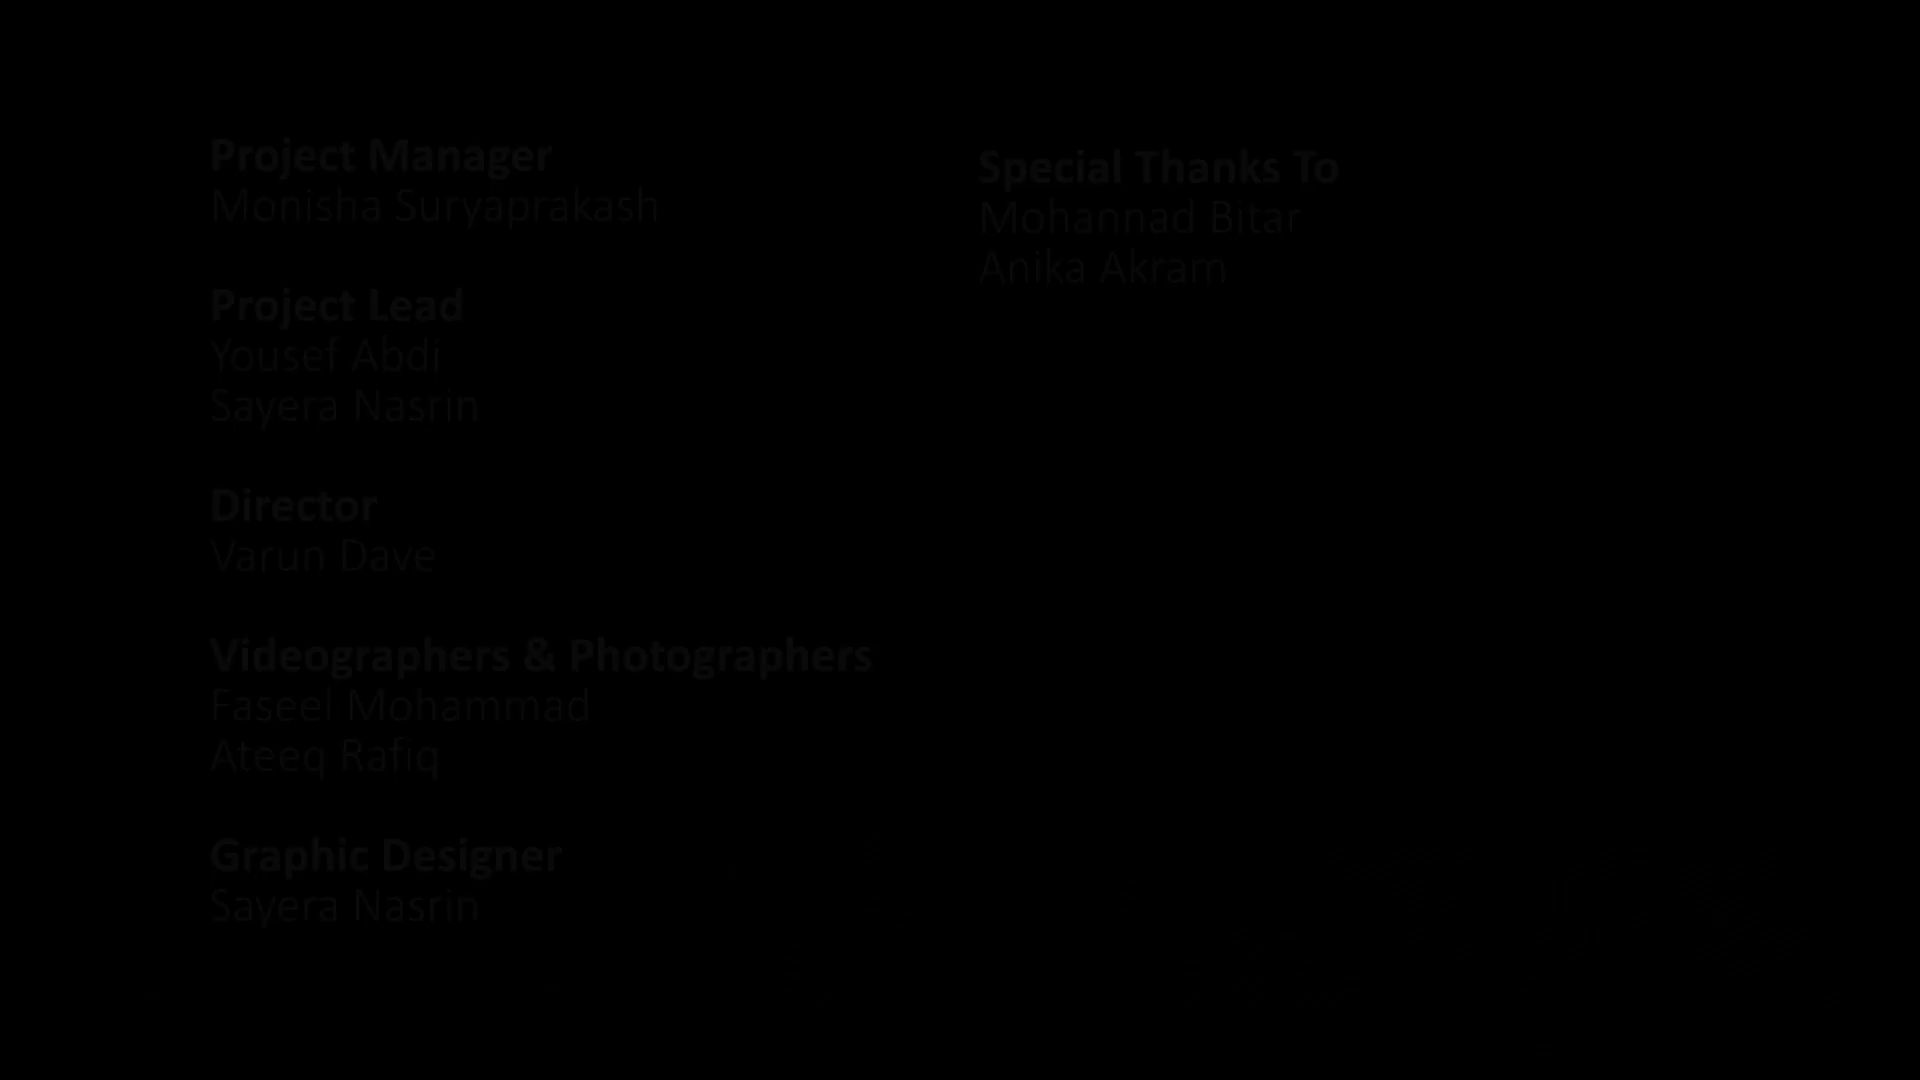 Project Manager
Monisha Suryaprakash
Project Lead
Yousef Abdi
Sayera Nasrin
Director
Varun Dave
Videographers & Photographers
Faseel Mohammad
Ateeq Rafiq
Graphic Designer
Sayera Nasrin
Special Thanks To
Mohannad Bitar
Anika Akram